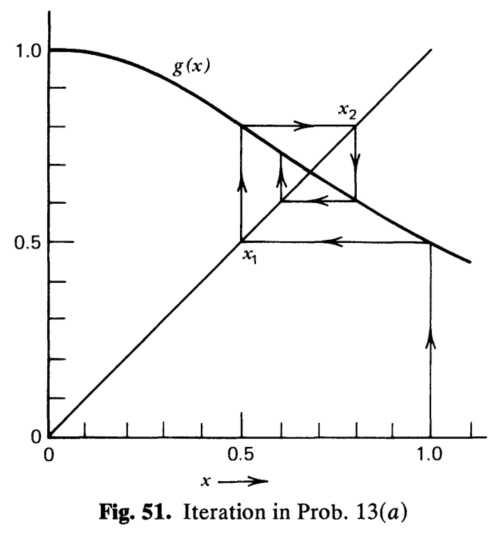 1.0
g(x)
x₂
0.5
x₁
0
0
0.5
1.0
x
Fig. 51. Iteration in Prob. 13(a)